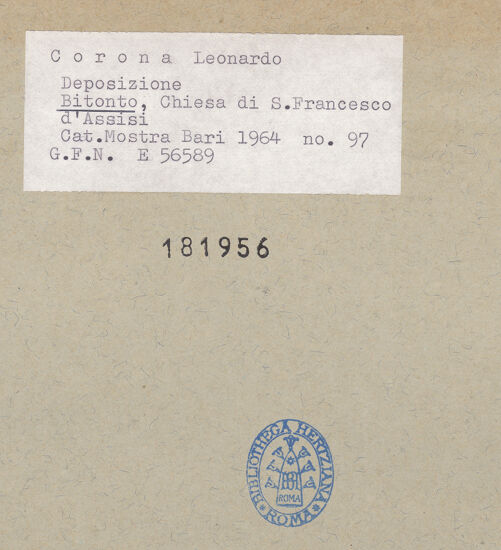 Corona Leonardo
Deposizione
Bitonto, Chiesa di S.Francesco
d'Assisi
Cat.Mostra Bari 1964 no. 97
G.F.N. E 56589
181956
BIBLIOTHECA HERTZIANA
ROMA
ROMA